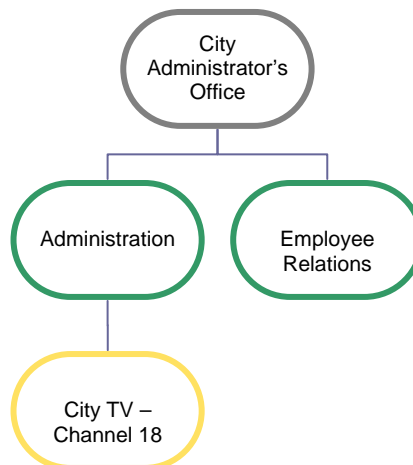 City
Administrator’s
Office
Administration
Employee
Relations
City TV –
Channel 18